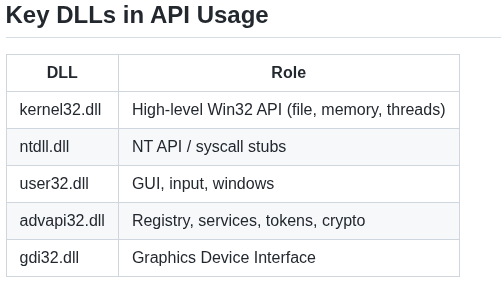 Key DLLs in API Usage
DLL Role
kernel32.dll High-level Win32 API (file, memory, threads)
ntdll.dll NT API / syscall stubs
user32.dll GUI, input, windows
advapi32.dll Registry, services, tokens, crypto
gdi32.dll Graphics Device Interface